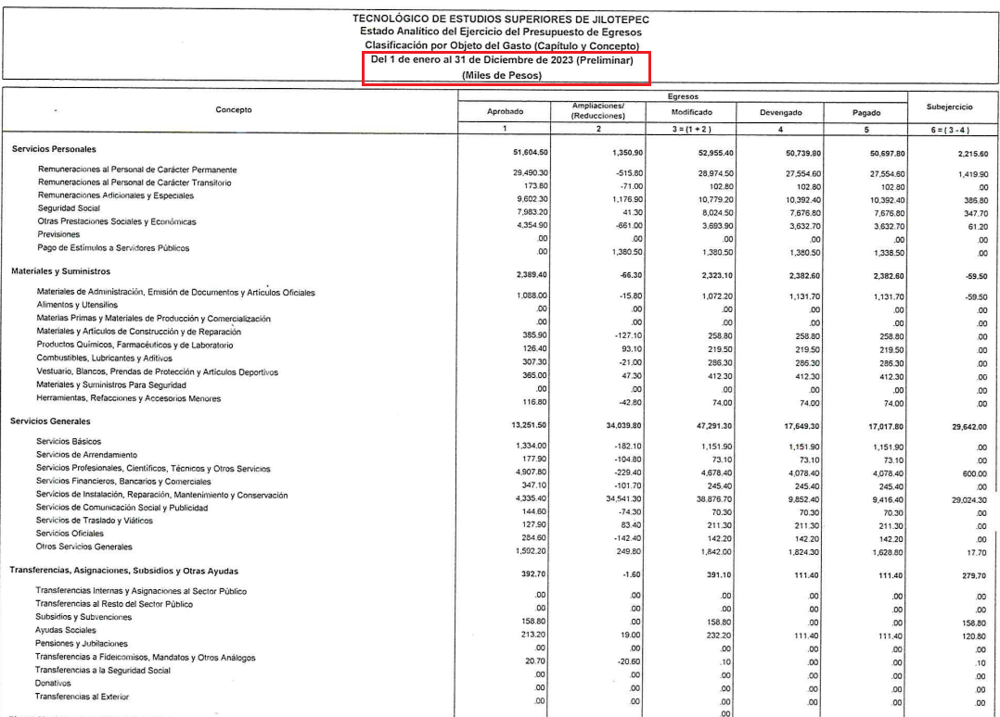 TECNOLÓGICO DE ESTUDIOS SUPERIORES DE JILOTEPEC
Estado Analítico del Ejercicio del Presupuesto de Egresos
Clasificación por Objeto del Gasto (Capítulo y Concepto)
Del 1 de enero al 31 de Diciembre de 2023 (Preliminar)
(Miles de Pesos)
Egresos
Concepto Aprobado Ampliaciones/ (Reducciones) Modificado Devengado Pagado Subejercicio
1 2 3 = (1 + 2 ) 4 5 6 = ( 3 - 4 )
Servicios Personales 51,604.50 1,350.90 52,955.40 50,739.80 50,697.80 2,215.60
Remuneraciones al Personal de Carácter Permanente 29,490.30 -515.80 28,974.50 27,554.60 27,554.60 1,419.90
Remuneraciones al Personal de Carácter Transitorio 173.80 -71.00 102.80 102.80 102.80 .00
Remuneraciones Adicionales y Especiales 9,602.30 1,176.90 10,779.20 10,392.40 10,392.40 386.80
Seguridad Social 7,983.20 41.30 8,024.50 7,676.80 7,676.80 347.70
Otras Prestaciones Sociales y Económicas 4,354.90 -661.00 3,693.90 3,632.70 3,632.70 61.20
Previsiones .00 .00 .00 .00 .00 .00
Pago de Estímulos a Servidores Públicos .00 1,380.50 1,380.50 1,380.50 1,338.50 .00
Materiales y Suministros 2,389.40 -66.30 2,323.10 2,382.60 2,382.60 -59.50
Materiales de Administración, Emisión de Documentos y Artículos Oficiales 1,088.00 -15.80 1,072.20 1,131.70 1,131.70 -59.50
Alimentos y Utensilios .00 .00 .00 .00 .00 .00
Materias Primas y Materiales de Producción y Comercialización .00 .00 .00 .00 .00 .00
Materiales y Artículos de Construcción y de Reparación 385.90 -127.10 258.80 258.80 258.80 .00
Productos Químicos, Farmacéuticos y de Laboratorio 126.40 93.10 219.50 219.50 219.50 .00
Combustibles, Lubricantes y Aditivos 307.30 -21.00 286.30 286.30 286.30 .00
Vestuario, Blancos, Prendas de Protección y Artículos Deportivos 365.00 47.30 412.30 412.30 412.30 .00
Materiales y Suministros Para Seguridad .00 .00 .00 .00 .00 .00
Herramientas, Refacciones y Accesorios Menores 116.80 -42.80 74.00 74.00 74.00 .00
Servicios Generales 13,251.50 34,039.80 47,291.30 17,649.30 17,017.80 29,642.00
Servicios Básicos 1,334.00 -182.10 1,151.90 1,151.90 1,151.90 .00
Servicios de Arrendamiento 177.90 -104.80 73.10 73.10 73.10 .00
Servicios Profesionales, Científicos, Técnicos y Otros Servicios 4,907.80 -229.40 4,678.40 4,078.40 4,078.40 600.00
Servicios Financieros, Bancarios y Comerciales 347.10 -101.70 245.40 245.40 245.40 .00
Servicios de Instalación, Reparación, Mantenimiento y Conservación 4,335.40 34,541.30 38,876.70 9,852.40 9,416.40 29,024.30
Servicios de Comunicación Social y Publicidad 144.60 -74.30 70.30 70.30 70.30 .00
Servicios de Traslado y Viáticos 127.90 83.40 211.30 211.30 211.30 .00
Servicios Oficiales 284.60 -142.40 142.20 142.20 142.20 .00
Otros Servicios Generales 1,592.20 249.80 1,842.00 1,824.30 1,628.80 17.70
Transferencias, Asignaciones, Subsidios y Otras Ayudas 392.70 -1.60 391.10 111.40 111.40 279.70
Transferencias Internas y Asignaciones al Sector Público .00 .00 .00 .00 .00 .00
Transferencias al Resto del Sector Público .00 .00 .00 .00 .00 .00
Subsidios y Subvenciones 158.80 .00 158.80 .00 .00 158.80
Ayudas Sociales 213.20 19.00 232.20 111.40 111.40 120.80
Pensiones y Jubilaciones .00 .00 .00 .00 .00 .00
Transferencias a Fideicomisos, Mandatos y Otros Análogos 20.70 -20.60 .10 .00 .00 .10
Transferencias a la Seguridad Social .00 .00 .00 .00 .00 .00
Donativos .00 .00 .00 .00 .00 .00
Transferencias al Exterior .00 .00 .00 .00 .00 .00
.00